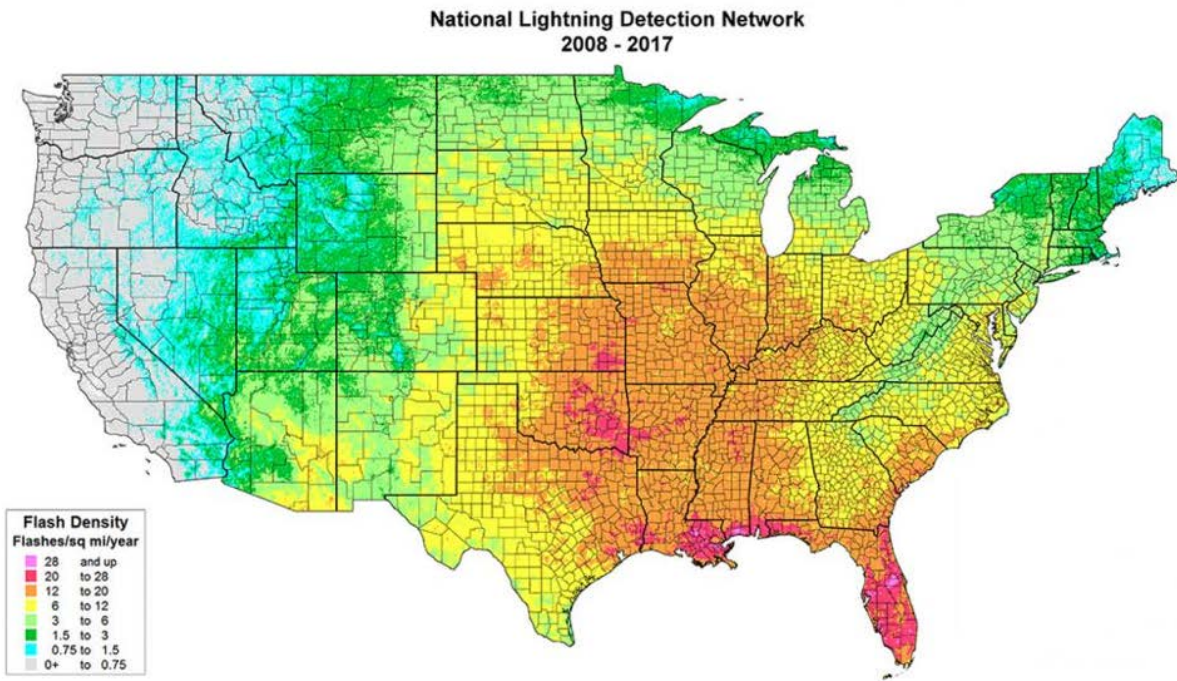 National Lightning Detection Network
2008 - 2017
Flash Density
Flashes/sq mi/year
28 and up
20 to 28
12 to 20
6 to 12
3 to 6
1.5 to 3
0.75 to 1.5
0+ to 0.75